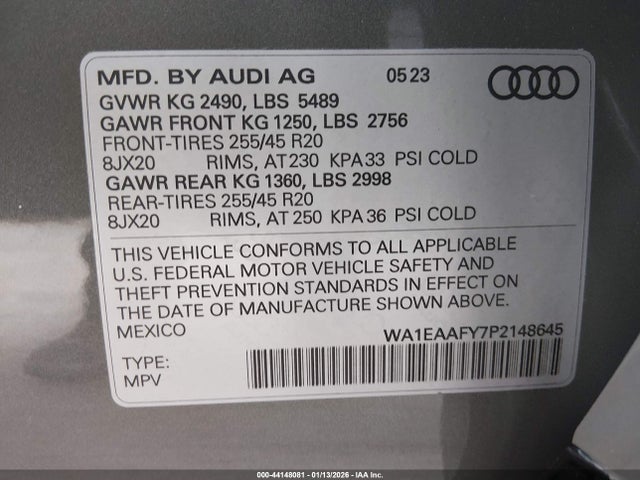 MFD. BY AUDI AG 05 23
GVWR KG 2490, LBS 5489
GAWR FRONT KG 1250, LBS 2756
FRONT-TIRES 255/45 R20
8JX20 RIMS, AT 230 KPA 33 PSI COLD
GAWR REAR KG 1360, LBS 2998
REAR-TIRES 255/45 R20
8JX20 RIMS, AT 250 KPA 36 PSI COLD
THIS VEHICLE CONFORMS TO ALL APPLICABLE
U.S. FEDERAL MOTOR VEHICLE SAFETY AND
THEFT PREVENTION STANDARDS IN EFFECT ON
THE DATE OF MANUFACTURE SHOWN ABOVE.
MEXICO WA1EAAFY7P2148645
TYPE:
MPV
000-44148081 - 01/13/2026 - IAA Inc.